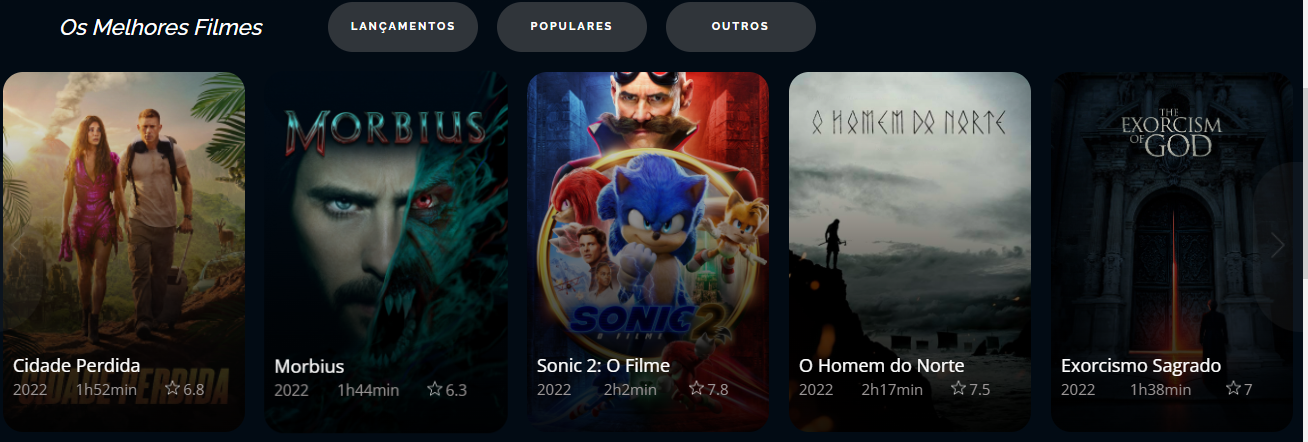 Os Melhores Filmes
LANÇAMENTOS
POPULARES
OUTROS
CIDADE PERDIDA
Cidade Perdida
2022 1h52min 6.8
MORBIUS
Morbius
2022 1h44min 6.3
SONIC 2
O FILME
Sonic 2: O Filme
2022 2h2min 7.8
O HOMEM DO NORTE
O Homem do Norte
2022 2h17min 7.5
THE
EXORCISM
OF GOD
Exorcismo Sagrado
2022 1h38min 7